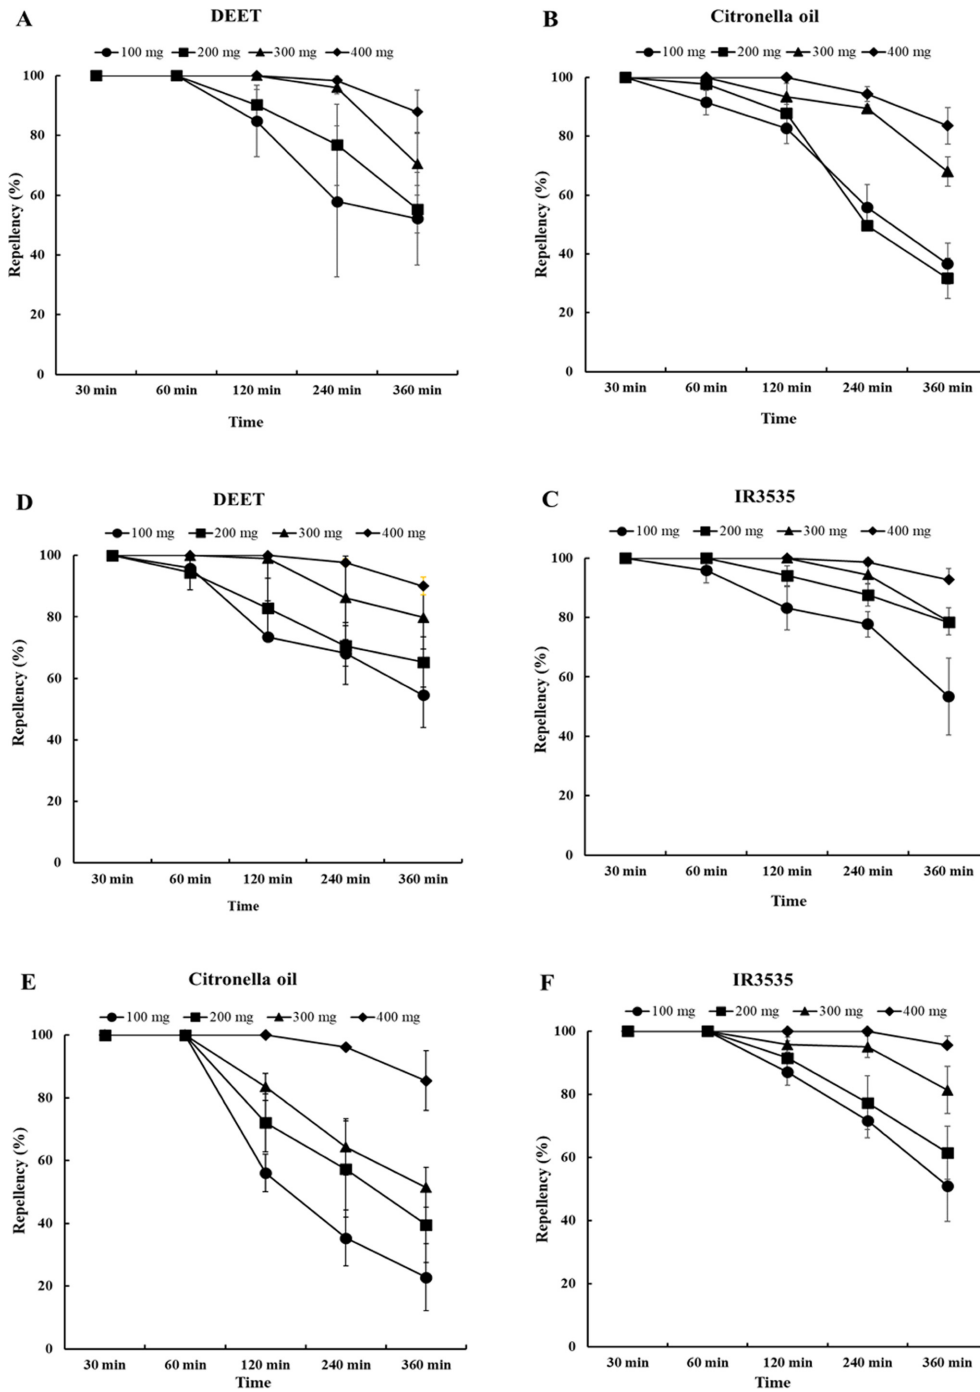 A
DEET
100 mg 200 mg 300 mg 400 mg
100
80
60
40
20
0
Repellency (%)
30 min 60 min 120 min 240 min 360 min
Time
B
Citronella oil
100 mg 200 mg 300 mg 400 mg
100
80
60
40
20
0
Repellency (%)
30 min 60 min 120 min 240 min 360 min
Time
D
DEET
100 mg 200 mg 300 mg 400 mg
100
80
60
40
20
0
Repellency (%)
30 min 60 min 120 min 240 min 360 min
Time
C
IR3535
100 mg 200 mg 300 mg 400 mg
100
80
60
40
20
0
Repellency (%)
30 min 60 min 120 min 240 min 360 min
Time
E
Citronella oil
100 mg 200 mg 300 mg 400 mg
100
80
60
40
20
0
Repellency (%)
30 min 60 min 120 min 240 min 360 min
Time
F
IR3535
100 mg 200 mg 300 mg 400 mg
100
80
60
40
20
0
Repellency (%)
30 min 60 min 120 min 240 min 360 min
Time